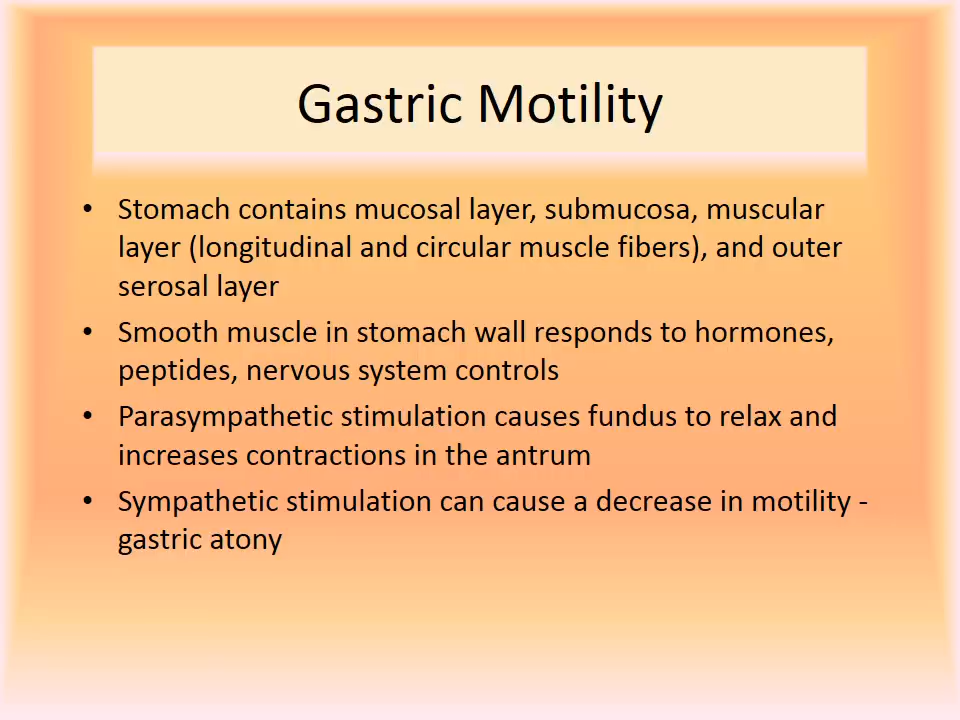 Gastric Motility
• Stomach contains mucosal layer, submucosa, muscular
layer (longitudinal and circular muscle fibers), and outer
serosal layer
• Smooth muscle in stomach wall responds to hormones,
peptides, nervous system controls
• Parasympathetic stimulation causes fundus to relax and
increases contractions in the antrum
• Sympathetic stimulation can cause a decrease in motility -
gastric atony